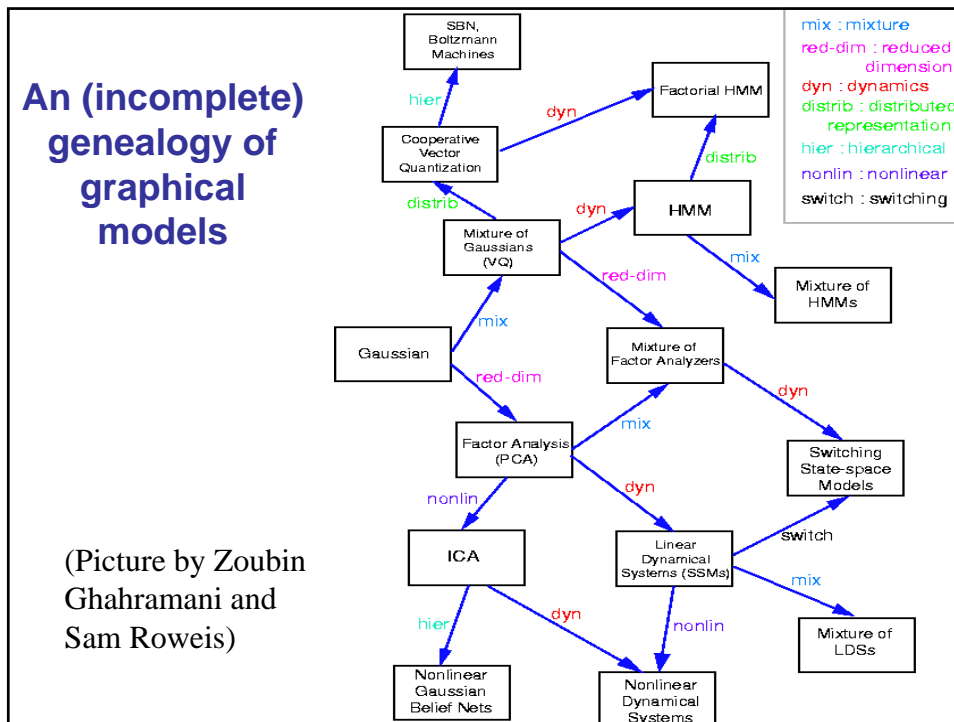 An (incomplete)
genealogy of
graphical
models
(Picture by Zoubin
Ghahramani and
Sam Roweis)
SBN,
Boltzmann
Machines
hier
dyn
Factorial HMM
Cooperative
Vector
Quantization
distrib
distrib
dyn
HMM
Mixture of
Gaussians
(VQ)
red-dim
mix
Mixture of
HMMs
mix
Gaussian
Mixture of
Factor Analyzers
red-dim
dyn
mix
Factor Analysis
(PCA)
Switching
State-space
Models
nonlin
dyn
switch
ICA
Linear
Dynamical
Systems (SSMs)
mix
hier
dyn
nonlin
Mixture of
LDSs
Nonlinear
Gaussian
Belief Nets
Nonlinear
Dynamical
Systems
mix : mixture
red-dim : reduced
dimension
dyn : dynamics
distrib : distributed
representation
hier : hierarchical
nonlin : nonlinear
switch : switching